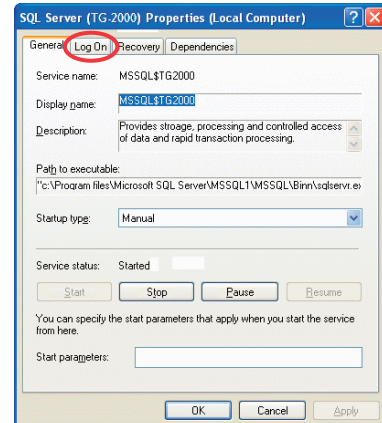 SQL Server (TG-2000) Properties (Local Computer)
General Log On Recovery Dependencies
Service name: MSSQL$TG2000
Display name: MSSQL$TG2000
Description: Provides stroage, processing and controlled access
of data and rapid transaction processing.
Path to executable:
"c:\Program files\Microsoft SQL Server\MSSQL1\MSSQL\Binn\sqlservr.ex
Startup type: Manual
Service status: Started
Start Stop Pause Resume
You can specify the start parameters that apply when you start the service
from here.
Start parameters:
OK Cancel Apply